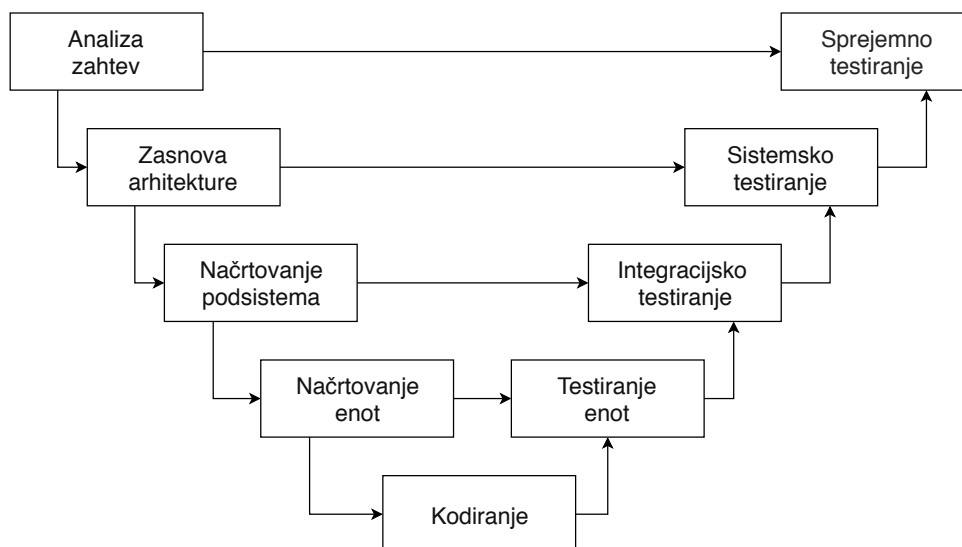 Analiza
zahtev
Sprejemno
testiranje
Zasnova
arhitekture
Sistemsko
testiranje
Načrtovanje
podsistema
Integracijsko
testiranje
Načrtovanje
enot
Testiranje
enot
Kodiranje